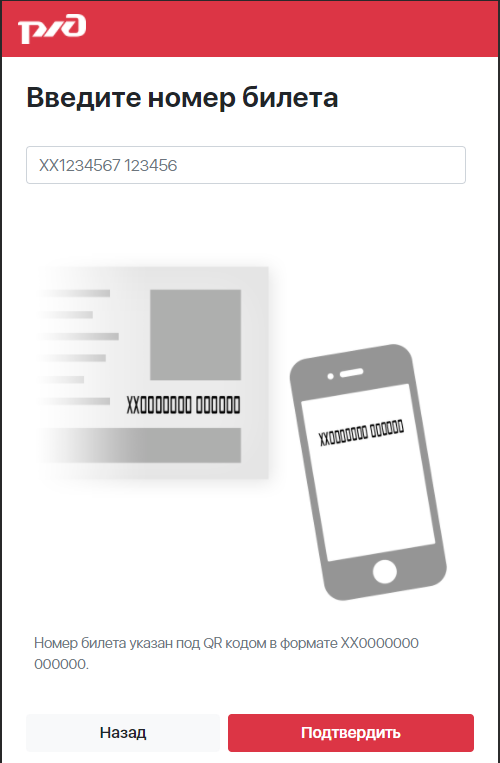 ржд
Введите номер билета
XX1234567 123456
XX0000000 000000
XX0000000 000000
Номер билета указан под QR кодом в формате XX0000000
000000.
Назад
Подтвердить